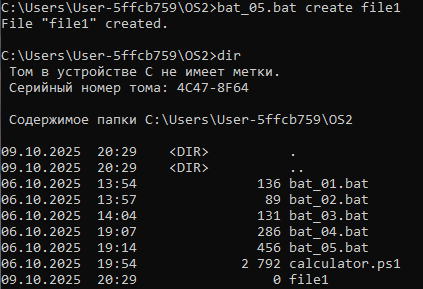 C:\Users\User-5ffcb759\OS2>bat_05.bat create file1
File "file1" created.
C:\Users\User-5ffcb759\OS2>dir
Том в устройстве C не имеет метки.
Серийный номер тома: 4C47-8F64
Содержимое папки C:\Users\User-5ffcb759\OS2
09.10.2025  20:29    <DIR>          .
09.10.2025  20:29    <DIR>          ..
06.10.2025  13:54               136 bat_01.bat
06.10.2025  13:57                89 bat_02.bat
06.10.2025  14:04               131 bat_03.bat
06.10.2025  19:07               286 bat_04.bat
06.10.2025  19:14               456 bat_05.bat
06.10.2025  19:54             2 792 calculator.ps1
09.10.2025  20:29                 0 file1